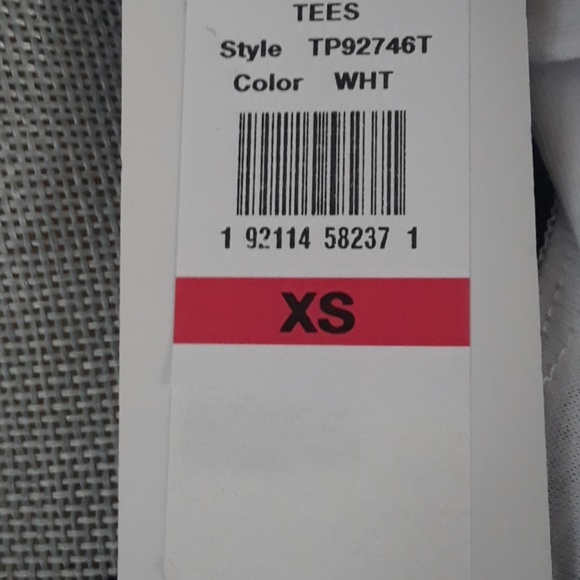 TEES
Style TP92746T
Color WHT
1 92114 58237 1
XS